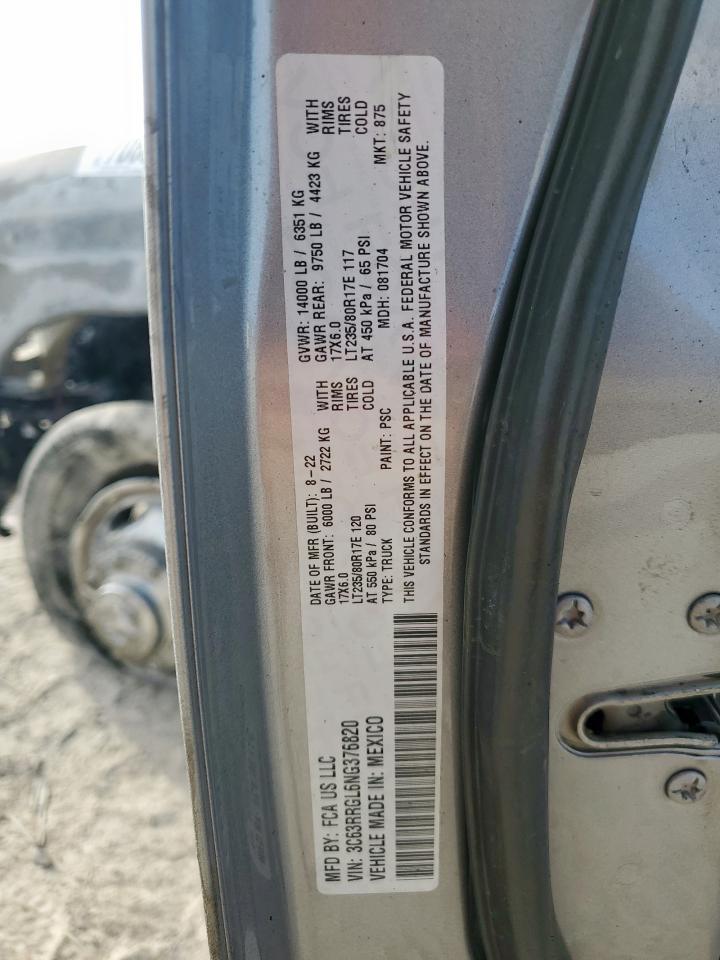 MFD BY: FCA US LLC
VIN: 3C63RRGL6NG376820
VEHICLE MADE IN: MEXICO
DATE OF MFR (BUILT): 8-22
GVWR: 14000 LB / 6351 KG
GAWR FRONT: 6000 LB / 2722 KG WITH
GAWR REAR: 9750 LB / 4423 KG WITH
17X6.0 RIMS
17X6.0 RIMS
LT235/80R17E 120 TIRES
LT235/80R17E 117 TIRES
AT 550 kPa / 80 PSI COLD
AT 450 kPa / 65 PSI COLD
TYPE: TRUCK PAINT: PSC MDH: 081704 MKT: 875
THIS VEHICLE CONFORMS TO ALL APPLICABLE U.S.A. FEDERAL MOTOR VEHICLE SAFETY
STANDARDS IN EFFECT ON THE DATE OF MANUFACTURE SHOWN ABOVE.